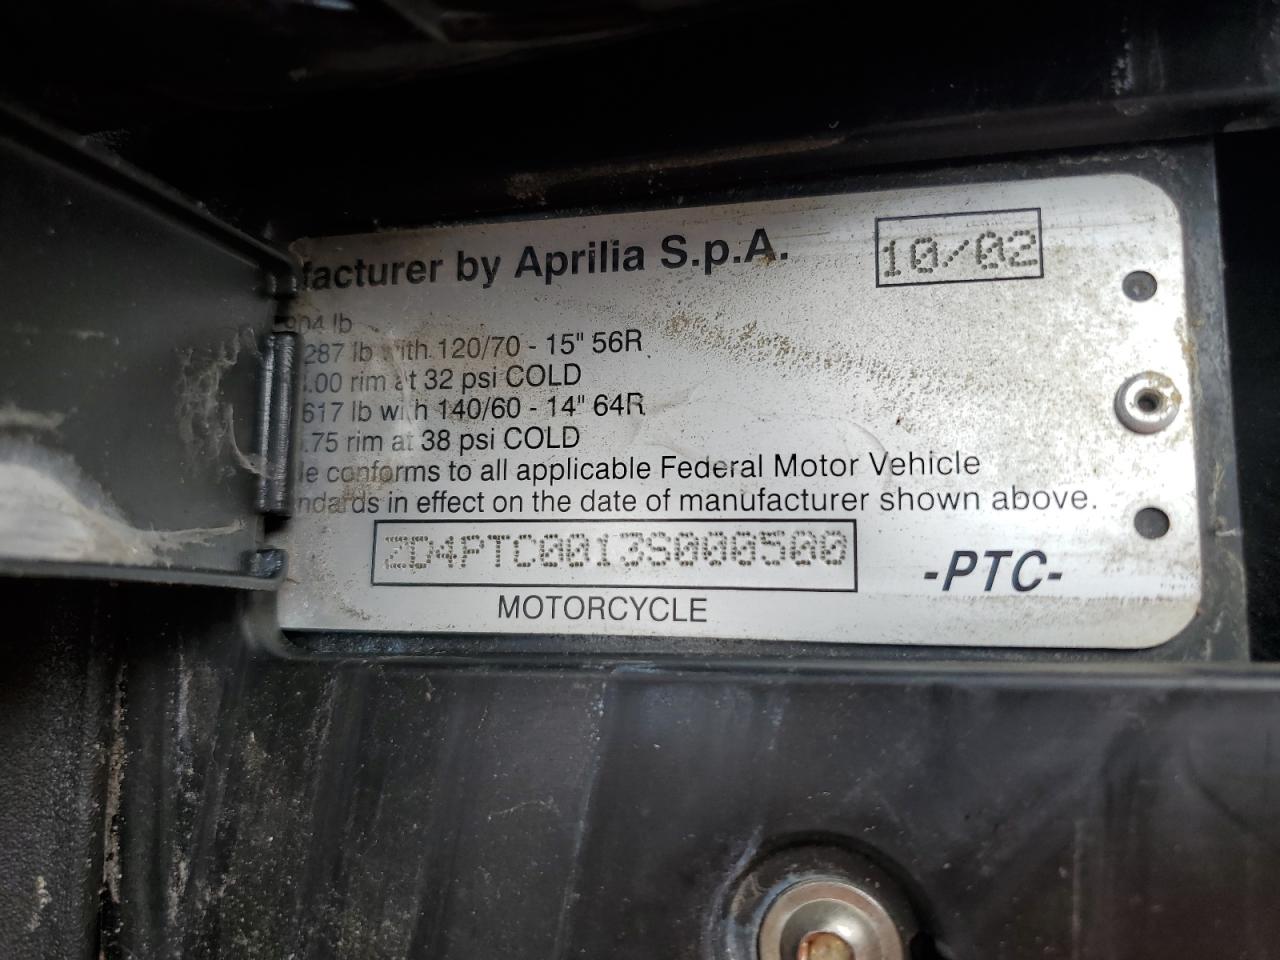 facturer by Aprilia S.p.A.
10/02
904 lb
287 lb with 120/70 - 15" 56R
.00 rim at 32 psi COLD
617 lb with 140/60 - 14" 64R
.75 rim at 38 psi COLD
le conforms to all applicable Federal Motor Vehicle
ndards in effect on the date of manufacturer shown above.
ZD4PTC0013S000500
-PTC-
MOTORCYCLE